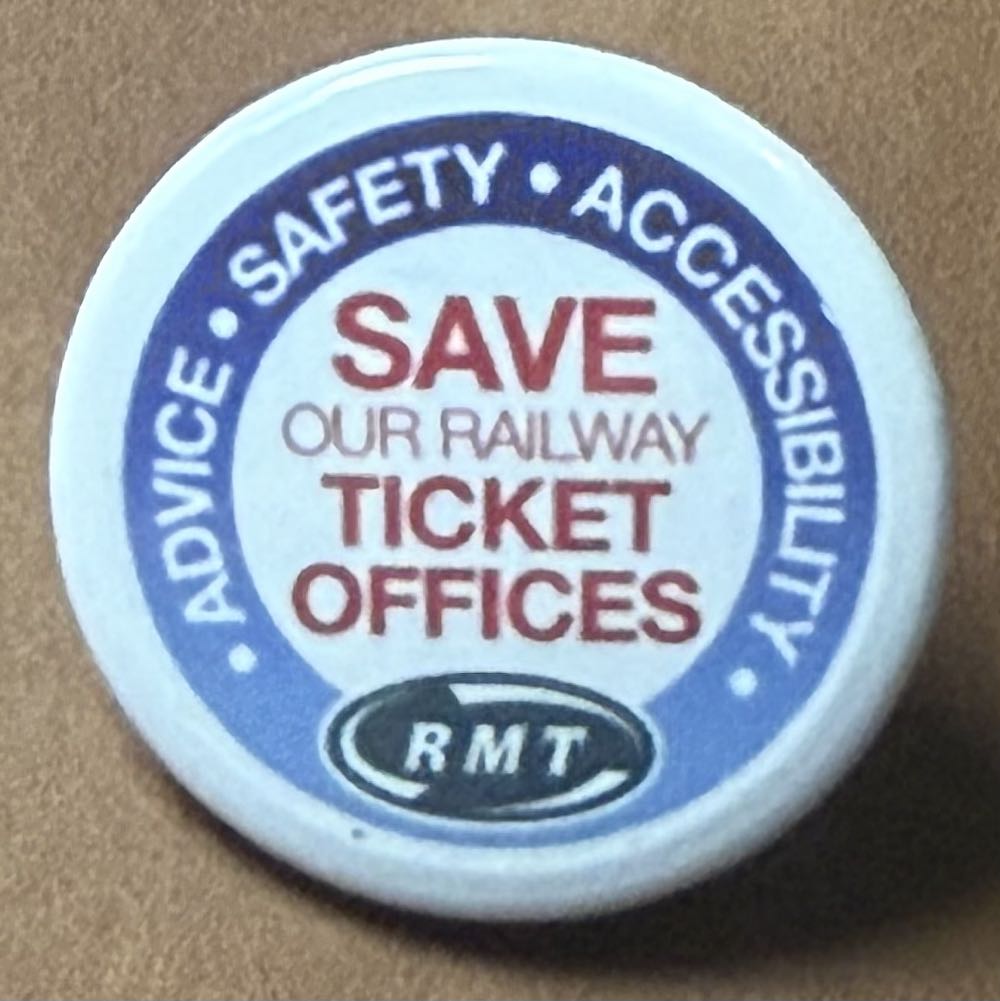 • ADVICE • SAFETY • ACCESSIBILITY •
SAVE
OUR RAILWAY
TICKET
OFFICES
RMT